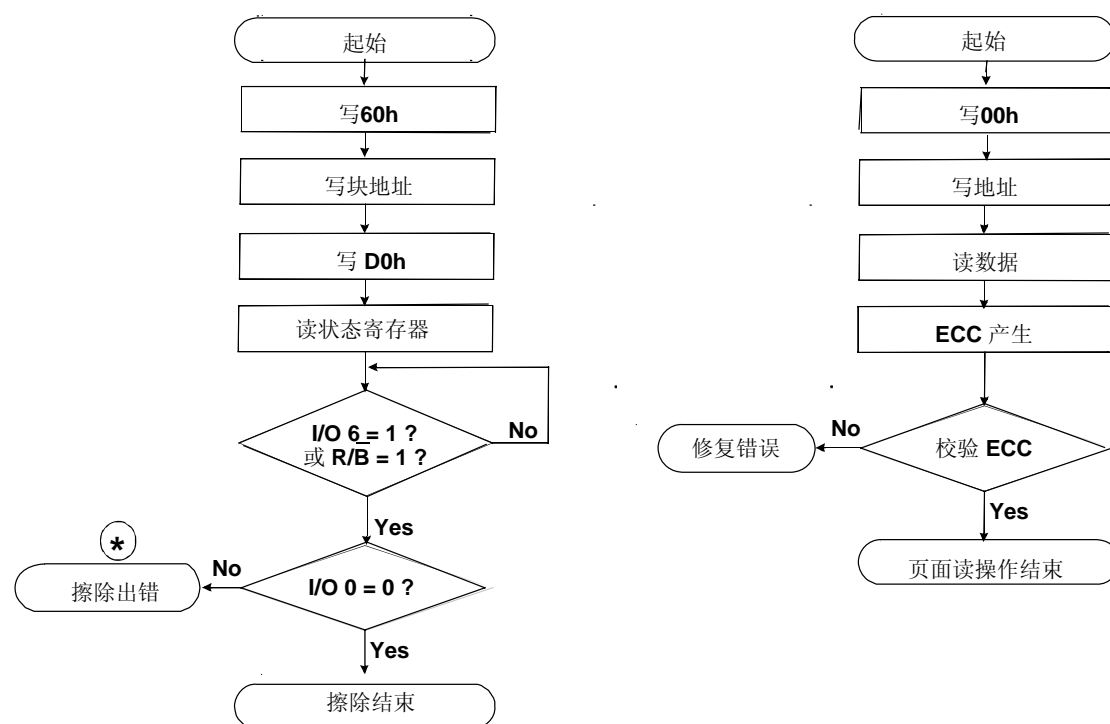 起始
写60h
写块地址
写 D0h
读状态寄存器
I/O 6 = 1 ?
或 R/B̅ = 1 ?
No
Yes
*
擦除出错
No
I/O 0 = 0 ?
Yes
擦除结束
起始
写00h
写地址
读数据
ECC 产生
校验 ECC
No
修复错误
Yes
页面读操作结束